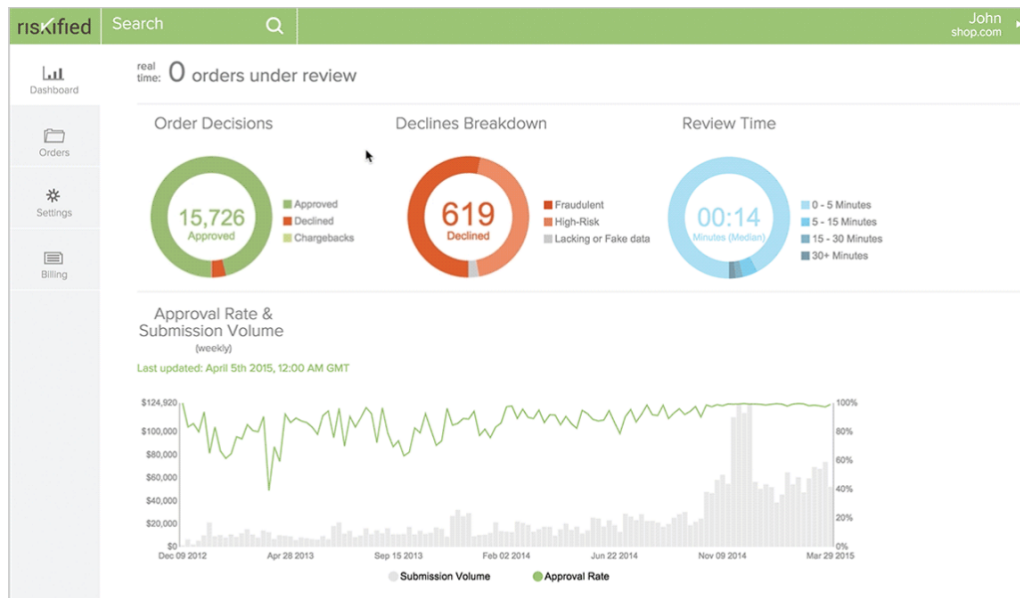 riskified
Search
John
shop.com
Dashboard
Orders
Settings
Billing
real
time: 0 orders under review
Order Decisions
15,726
Approved
Approved
Declined
Chargebacks
Declines Breakdown
619
Declined
Fraudulent
High-Risk
Lacking or Fake data
Review Time
00:14
Minutes (Median)
0 - 5 Minutes
5 - 15 Minutes
15 - 30 Minutes
30+ Minutes
Approval Rate &
Submission Volume
(weekly)
Last updated: April 5th 2015, 12:00 AM GMT
$124,920
$100,000
$80,000
$60,000
$40,000
$20,000
$0
100%
80%
60%
40%
20%
0%
Dec 09 2012
Apr 28 2013
Sep 15 2013
Feb 02 2014
Jun 22 2014
Nov 09 2014
Mar 29 2015
Submission Volume
Approval Rate